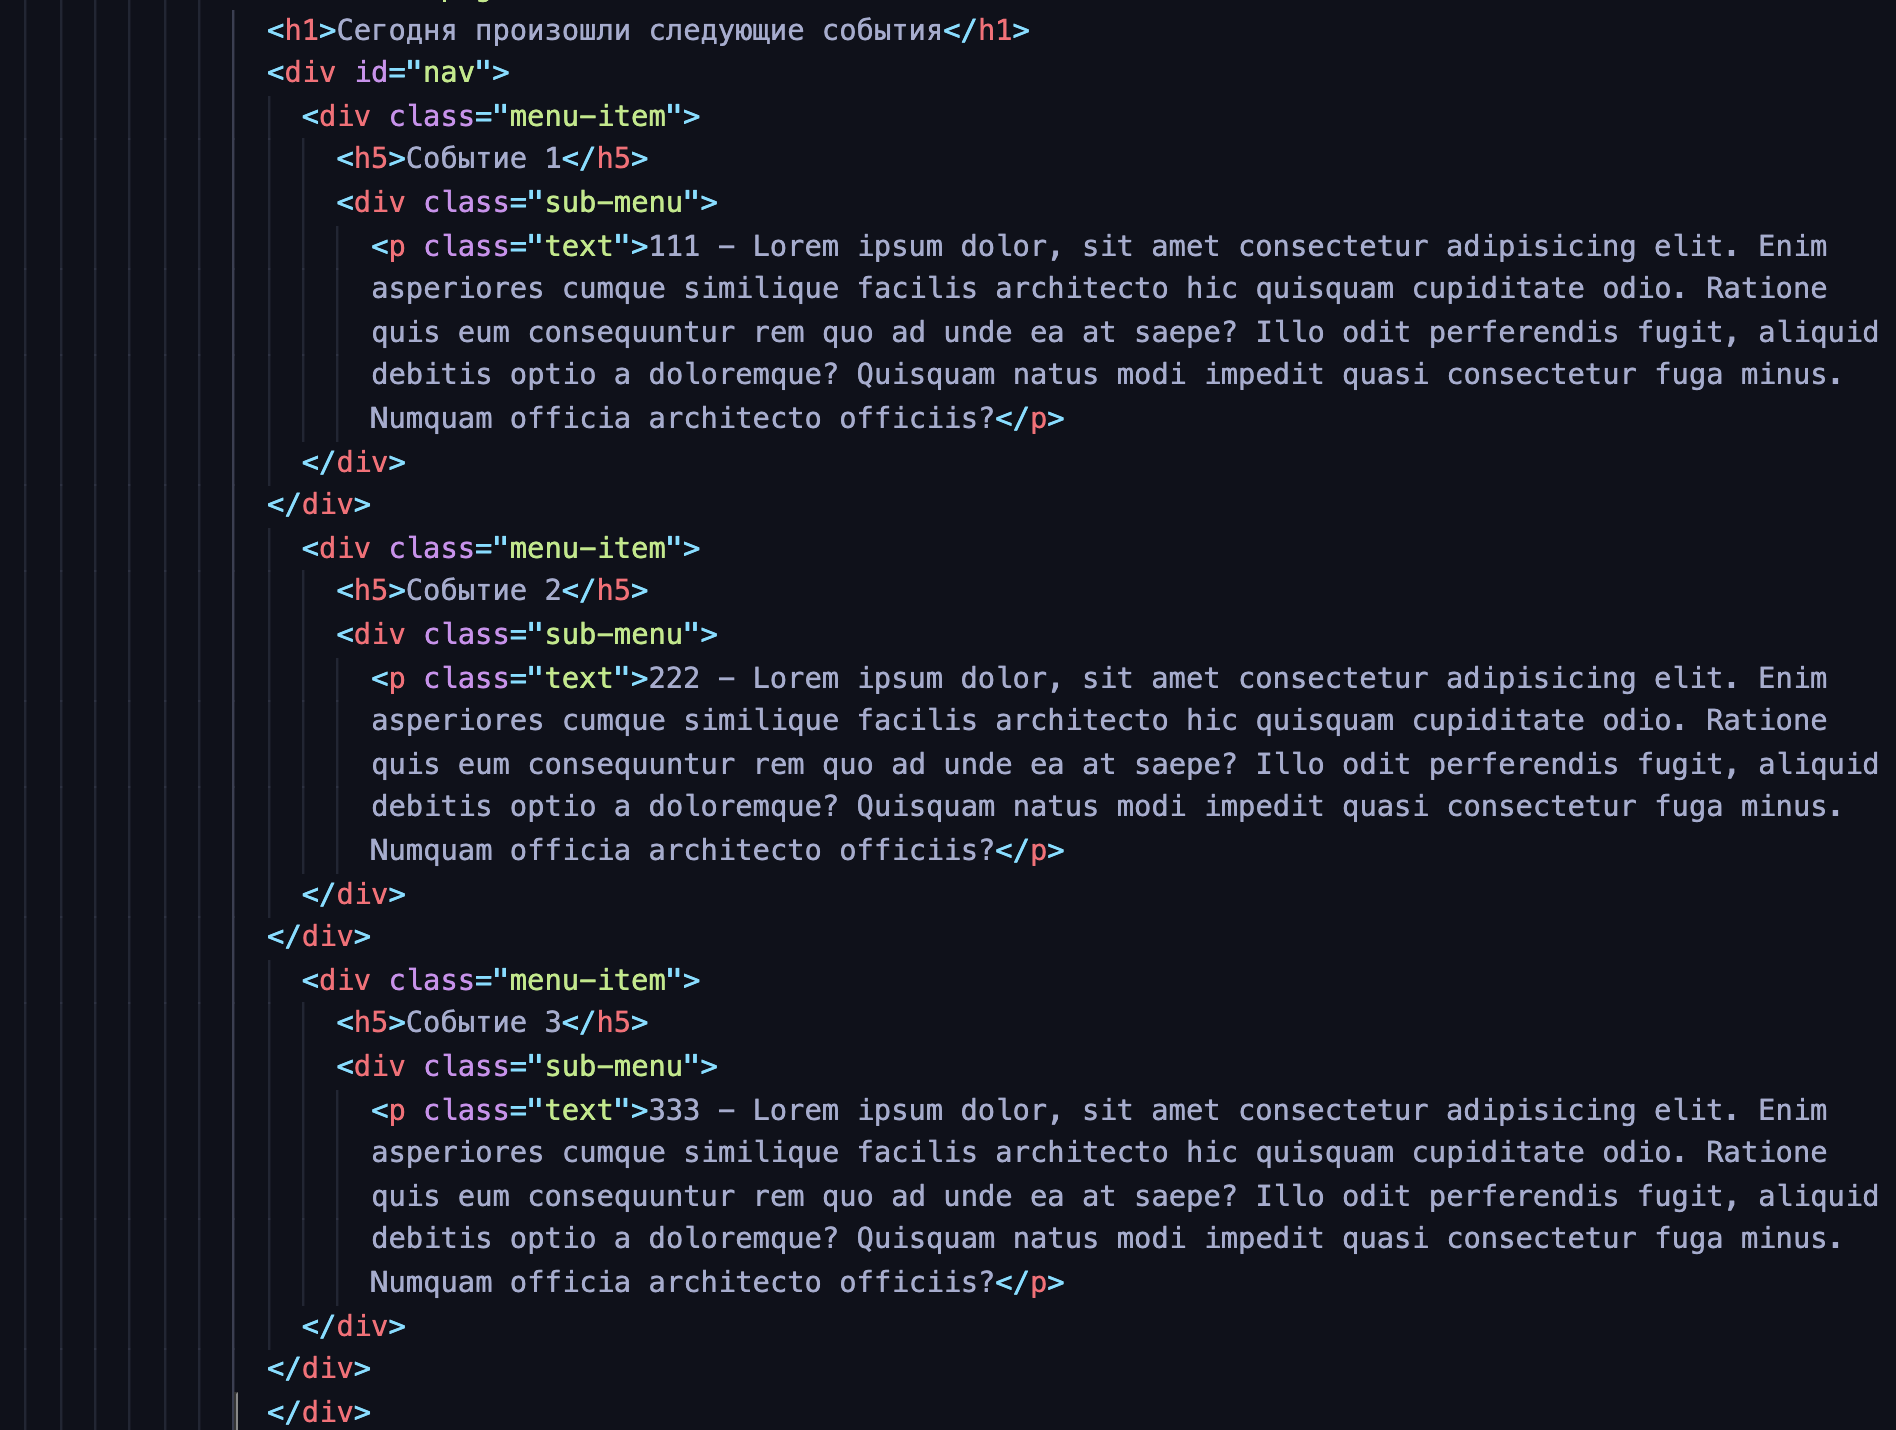 <h1>Сегодня произошли следующие события</h1>
<div id="nav">
<div class="menu-item">
<h5>Событие 1</h5>
<div class="sub-menu">
<p class="text">111 - Lorem ipsum dolor, sit amet consectetur adipisicing elit. Enim
asperiores cumque similique facilis architecto hic quisquam cupiditate odio. Ratione
quis eum consequuntur rem quo ad unde ea at saepe? Illo odit perferendis fugit, aliquid
debitis optio a doloremque? Quisquam natus modi impedit quasi consectetur fuga minus.
Numquam officia architecto officiis?</p>
</div>
</div>
<div class="menu-item">
<h5>Событие 2</h5>
<div class="sub-menu">
<p class="text">222 - Lorem ipsum dolor, sit amet consectetur adipisicing elit. Enim
asperiores cumque similique facilis architecto hic quisquam cupiditate odio. Ratione
quis eum consequuntur rem quo ad unde ea at saepe? Illo odit perferendis fugit, aliquid
debitis optio a doloremque? Quisquam natus modi impedit quasi consectetur fuga minus.
Numquam officia architecto officiis?</p>
</div>
</div>
<div class="menu-item">
<h5>Событие 3</h5>
<div class="sub-menu">
<p class="text">333 - Lorem ipsum dolor, sit amet consectetur adipisicing elit. Enim
asperiores cumque similique facilis architecto hic quisquam cupiditate odio. Ratione
quis eum consequuntur rem quo ad unde ea at saepe? Illo odit perferendis fugit, aliquid
debitis optio a doloremque? Quisquam natus modi impedit quasi consectetur fuga minus.
Numquam officia architecto officiis?</p>
</div>
</div>
</div>